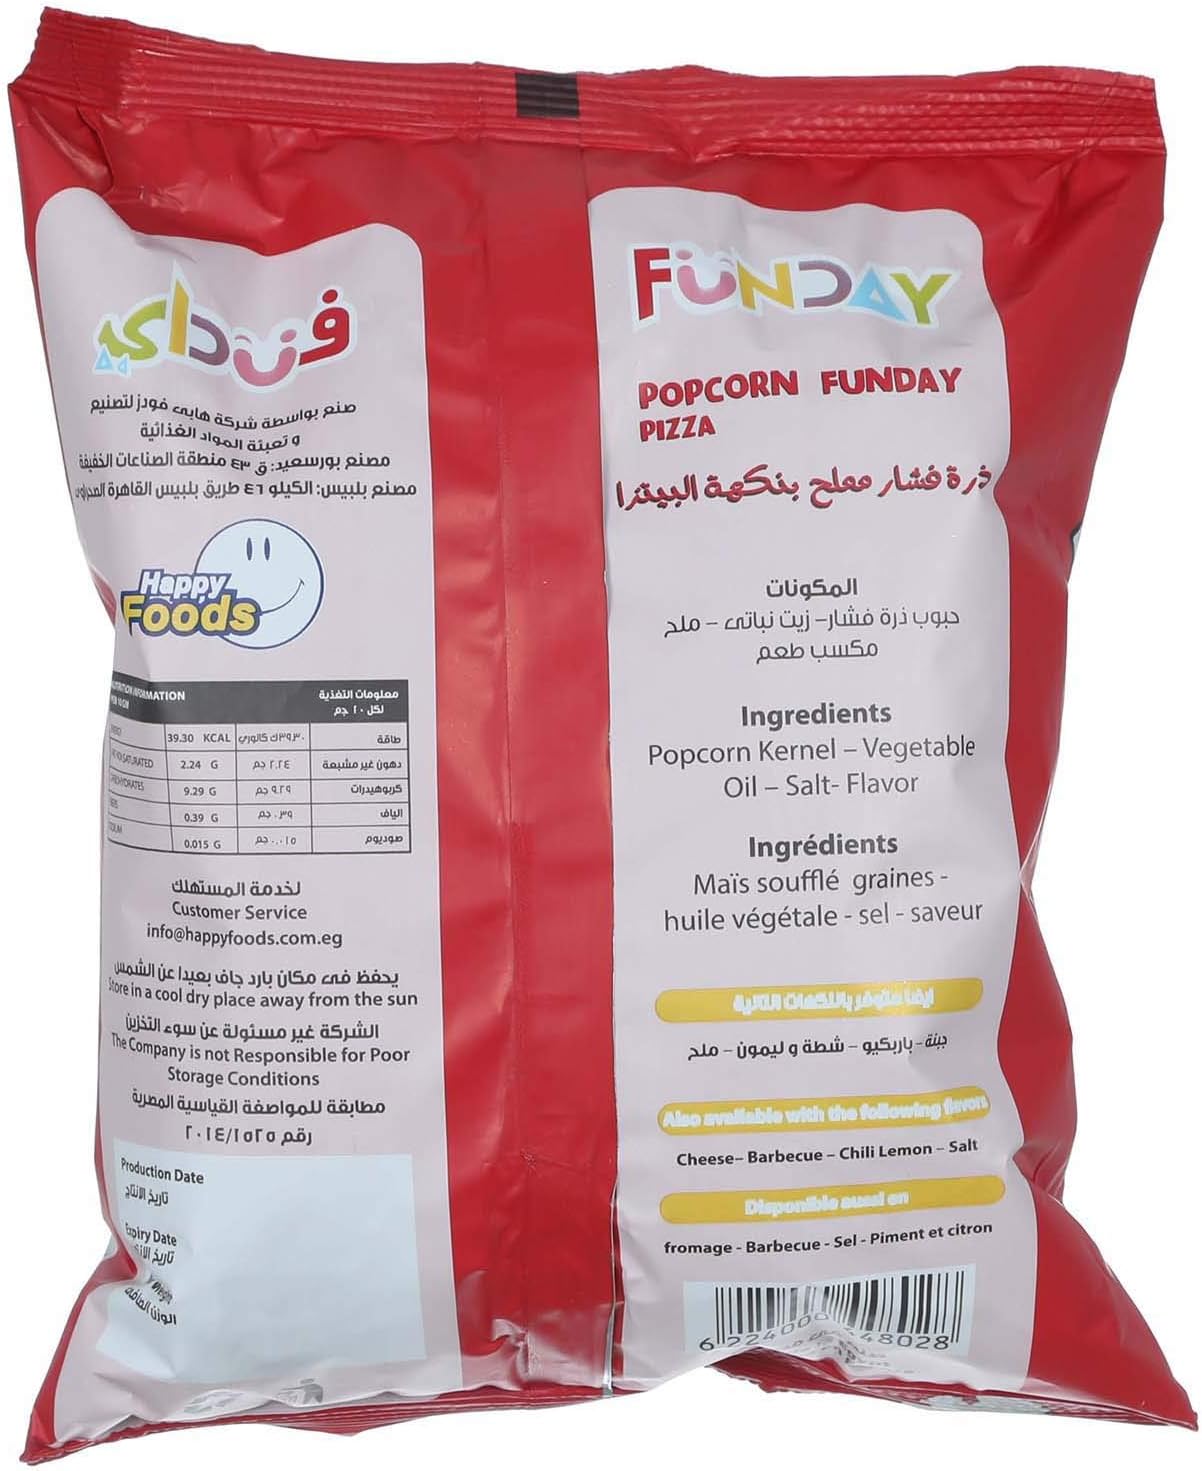 فن داي
صنع بواسطة شركة هابى فودز لتصنيع
و تعبئة المواد الغذائية
مصنع بورسعيد: ق ٤٣ منطقة الصناعات الخفيفة
مصنع بلبيس: الكيلو ٤٦ طريق بلبيس القاهرة
Happy
Foods
NUTRITION INFORMATION معلومات التغذية
لكل ١٠ جم
39.30 KCAL ٣٩.٣٠ك كالوري طاقة
SATURATED 2.24 G ٢.٢٤ جم دهون غير مشبعة
9.29 G ٩.٢٩ جم كربوهيدرات
0.39 G ٠.٣٩ جم الياف
0.015 G ٠.٠١٥ جم صوديوم
لخدمة المستهلك
Customer Service
info@happyfoods.com.eg
يحفظ فى مكان بارد جاف بعيدا عن الشمس
Store in a cool dry place away from the sun
الشركة غير مسئولة عن سوء التخزين
The Company is not Responsible for Poor
Storage Conditions
مطابقة للمواصفة القياسية المصرية
رقم ٢٠١٤/١٥٢٥
Production Date
تاريخ الانتاج
Expiry Date
تاريخ
الوزن
FUNDAY
POPCORN FUNDAY
PIZZA
ذرة فشار مملح بنكهة البيتزا
المكونات
حبوب ذرة فشار– زيت نباتى – ملح
مكسب طعم
Ingredients
Popcorn Kernel – Vegetable
Oil – Salt- Flavor
Ingrédients
Maïs soufflé graines -
huile végétale - sel - saveur
ايضا متوفر بالنكهات التالية
جبنة – باربكيو – شطة و ليمون – ملح
Also available with the following flavors
Cheese– Barbecue – Chili Lemon – Salt
Disponible aussi en
fromage - Barbecue - Sel - Piment et citron